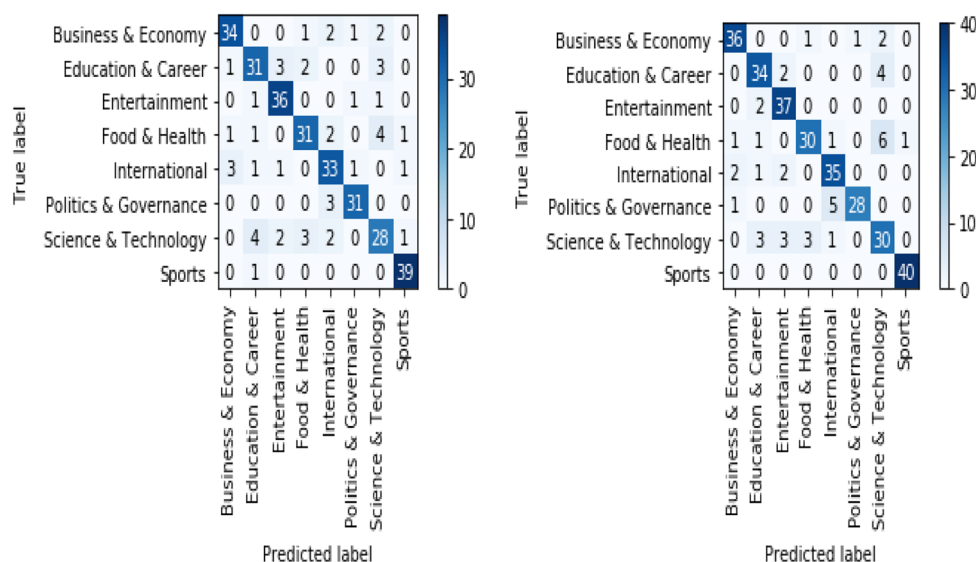 Business & Economy 34 0 0 1 2 1 2 0
Education & Career 1 31 3 2 0 0 3 0
Entertainment 0 1 36 0 0 1 1 0
Food & Health 1 1 0 31 2 0 4 1
International 3 1 1 0 33 1 0 1
Politics & Governance 0 0 0 0 3 31 0 0
Science & Technology 0 4 2 3 2 0 28 1
Sports 0 1 0 0 0 0 0 39
True label
30
20
10
0
Business & Economy
Education & Career
Entertainment
Food & Health
International
Politics & Governance
Science & Technology
Sports
Predicted label
Business & Economy 36 0 0 1 0 1 2 0
Education & Career 0 34 2 0 0 0 4 0
Entertainment 0 2 37 0 0 0 0 0
Food & Health 1 1 0 30 1 0 6 1
International 2 1 2 0 35 0 0 0
Politics & Governance 1 0 0 0 5 28 0 0
Science & Technology 0 3 3 3 1 0 30 0
Sports 0 0 0 0 0 0 0 40
True label
40
30
20
10
0
Business & Economy
Education & Career
Entertainment
Food & Health
International
Politics & Governance
Science & Technology
Sports
Predicted label